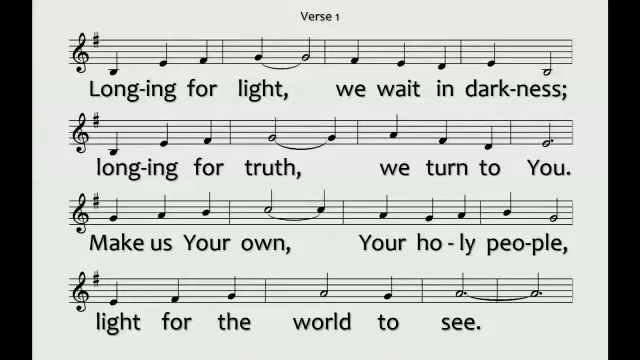 Verse 1
Long-ing for light, we wait in dark-ness;
long-ing for truth, we turn to You.
Make us Your own, Your ho - ly peo-ple,
light for the world to see.